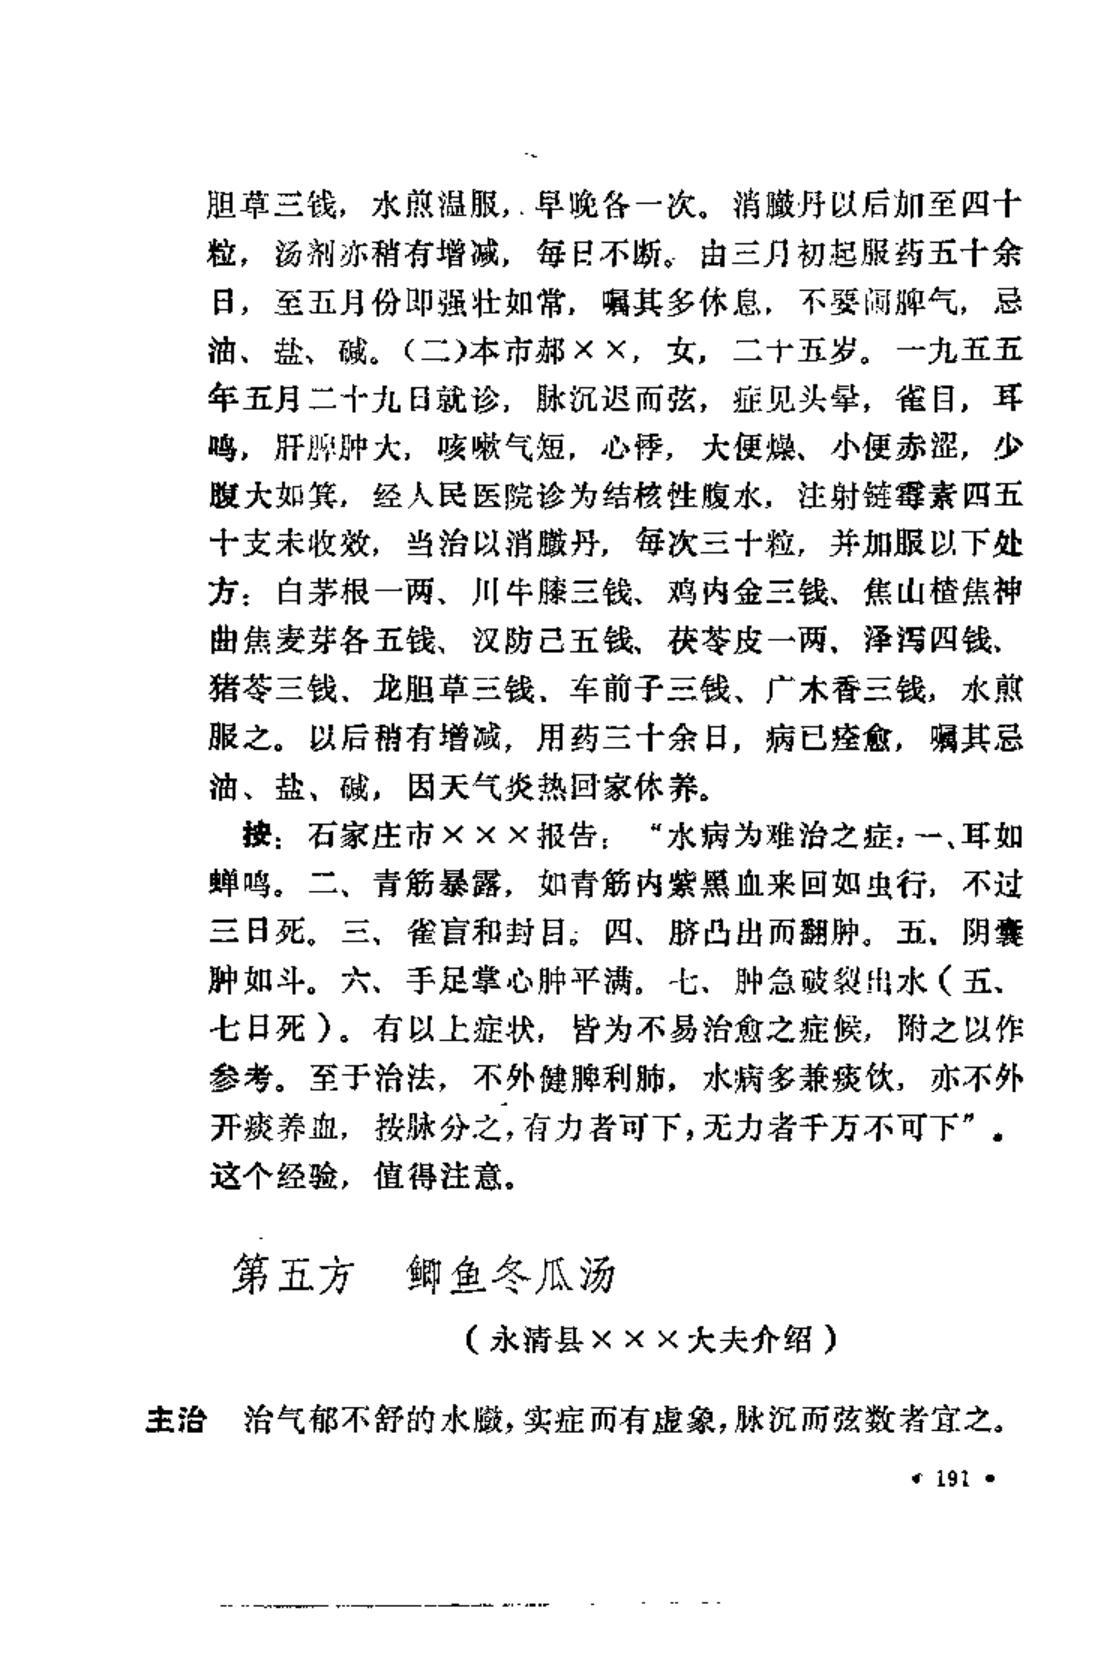 胆草三钱，水煎温服，早晚各一次。消臌丹以后加至四十
粒，汤剂亦稍有增减，每日不断。由三月初起服药五十余
日，至五月份即强壮如常，嘱其多休息，不要闹脾气，忌
油、盐、碱。（二）本市郝××，女，二十五岁。一九五五
年五月二十九日就诊，脉沉迟而弦，症见头晕，雀目，耳
鸣，肝脾肿大，咳嗽气短，心悸，大便燥、小便赤涩，少
腹大如箕，经人民医院诊为结核性腹水，注射链霉素四五
十支未收效，当治以消臌丹，每次三十粒，并加服以下处
方：白茅根一两、川牛膝三钱、鸡内金三钱、焦山楂焦神
曲焦麦芽各五钱、汉防己五钱、茯苓皮一两、泽泻四钱、
猪苓三钱、龙胆草三钱、车前子三钱、广木香三钱，水煎
服之。以后稍有增减，用药三十余日，病已痊愈，嘱其忌
油、盐、碱，因天气炎热回家休养。
按：石家庄市×××报告：“水病为难治之症：一、耳如
蝉鸣。二、青筋暴露，如青筋内紫黑血来回如虫行，不过
三日死。三、雀盲和封目。四、脐凸出而翻肿。五、阴囊
肿如斗。六、手足掌心肿平满。七、肿急破裂出水（五、
七日死）。有以上症状，皆为不易治愈之症候，附之以作
参考。至于治法，不外健脾利肺，水病多兼痰饮，亦不外
开痰养血，按脉分之，有力者可下，无力者千万不可下”。
这个经验，值得注意。
第五方　鲫鱼冬瓜汤
（永清县×××大夫介绍）
主治　治气郁不舒的水臌，实症而有虚象，脉沉而弦数者宜之。
• 191 •